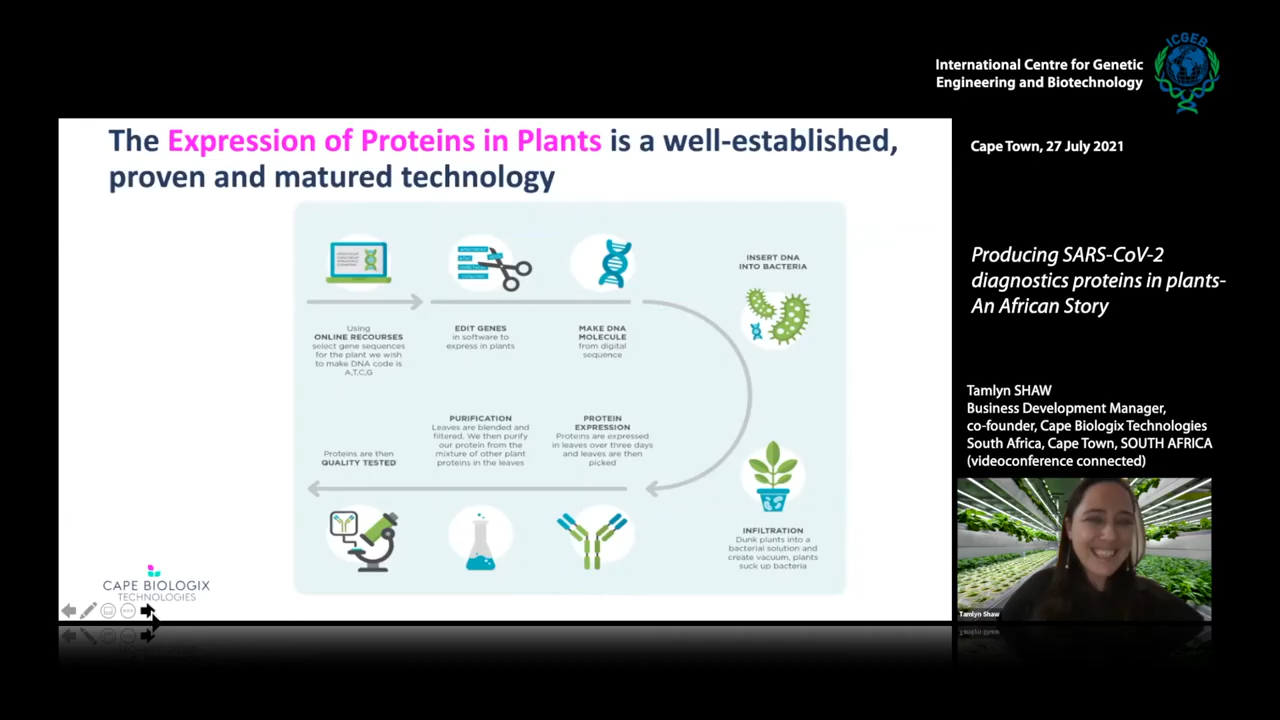 ICGEB
International Centre for Genetic
Engineering and Biotechnology
Cape Town, 27 July 2021
Producing SARS-CoV-2
diagnostics proteins in plants-
An African Story
Tamlyn SHAW
Business Development Manager,
co-founder, Cape Biologix Technologies
South Africa, Cape Town, SOUTH AFRICA
(videoconference connected)
Tamlyn Shaw
The Expression of Proteins in Plants is a well-established,
proven and matured technology
Using
ONLINE RECOURSES
select gene sequences
for the plant we wish
to make DNA code is
A,T,C,G
EDIT GENES
in software to
express in plants
MAKE DNA
MOLECULE
from digital
sequence
INSERT DNA
INTO BACTERIA
INFILTRATION
Dunk plants into a
bacterial solution and
create vacuum, plants
suck up bacteria
PROTEIN
EXPRESSION
Proteins are expressed
in leaves over three days
and leaves are then
picked
PURIFICATION
Leaves are blended and
filtered. We then purify
our protein from the
mixture of other plant
proteins in the leaves
Proteins are then
QUALITY TESTED
CAPE BIOLOGIX
TECHNOLOGIES